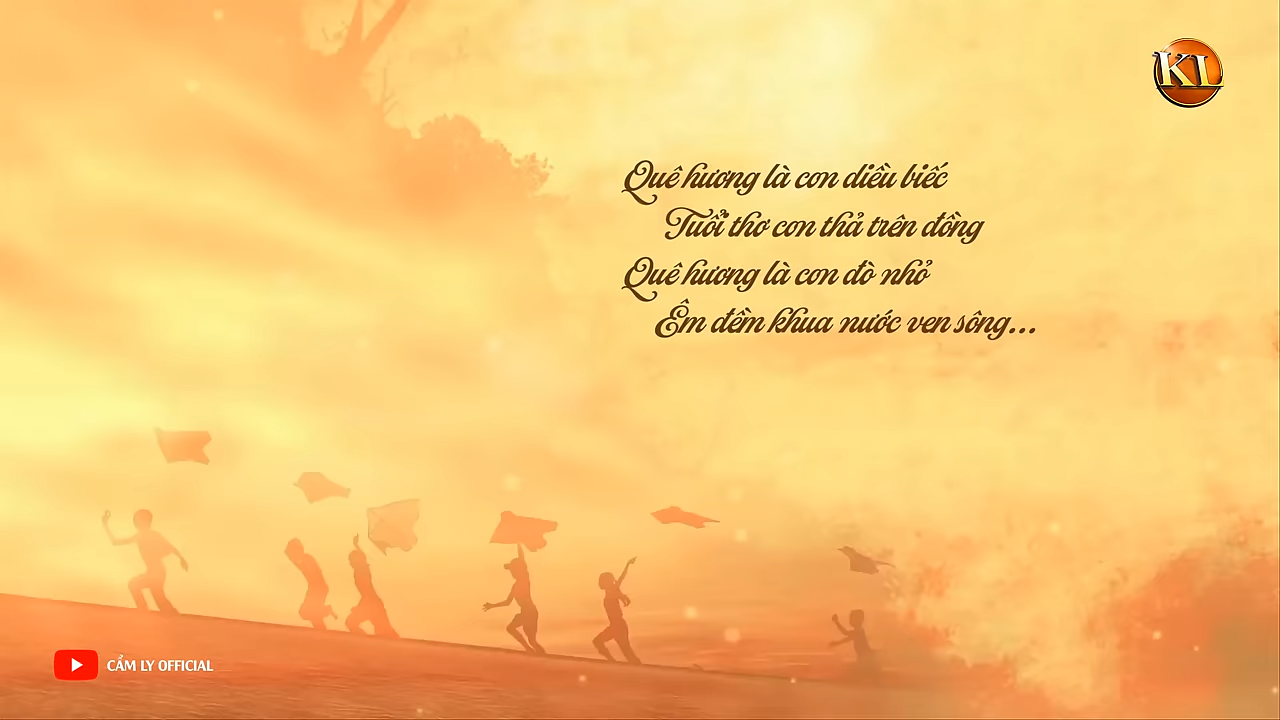 KL
Quê hương là con diều biếc
Tuổi thơ con thả trên đồng
Quê hương là con đò nhỏ
Êm đềm khua nước ven sông...
CẨM LY OFFICIAL